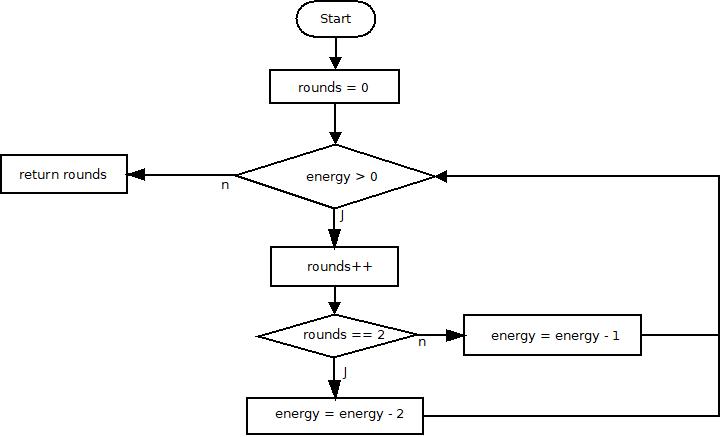 Start
rounds = 0
energy > 0
return rounds
n
J
rounds++
rounds == 2
n
energy = energy - 1
J
energy = energy - 2